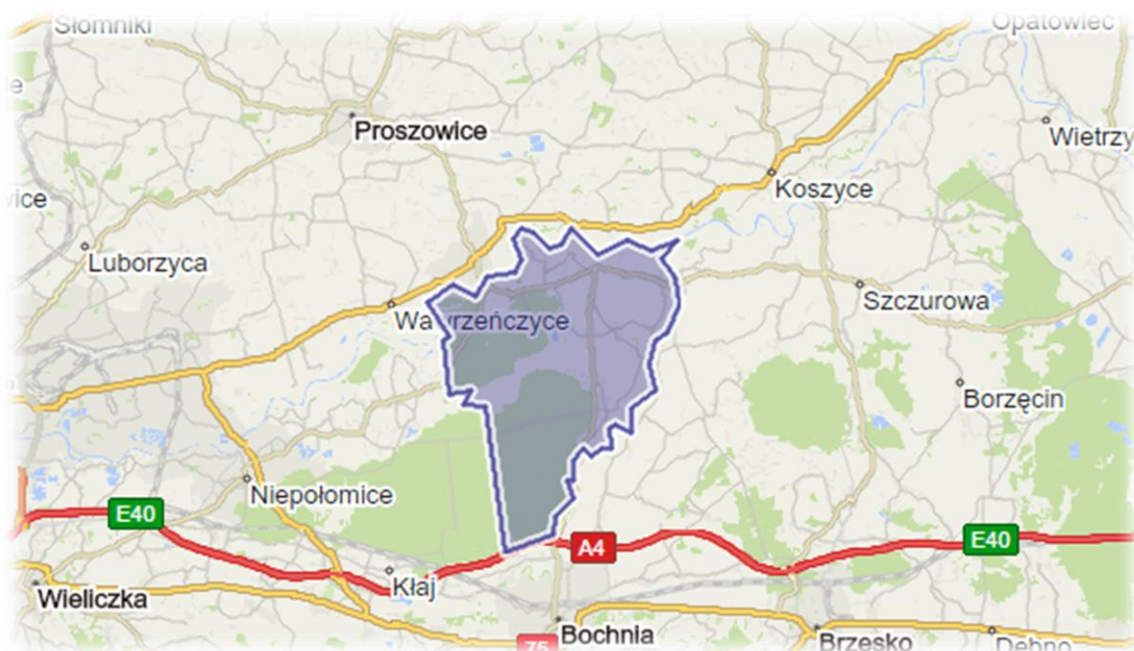 Słomniki
Opatowiec
Proszowice
Wietrzy
Koszyce
Luborzyca
Szczurowa
Wawrzeńczyce
Borzęcin
Niepołomice
E40
E40
A4
Kłaj
Wieliczka
Bochnia
75
Brzesko
Dębno